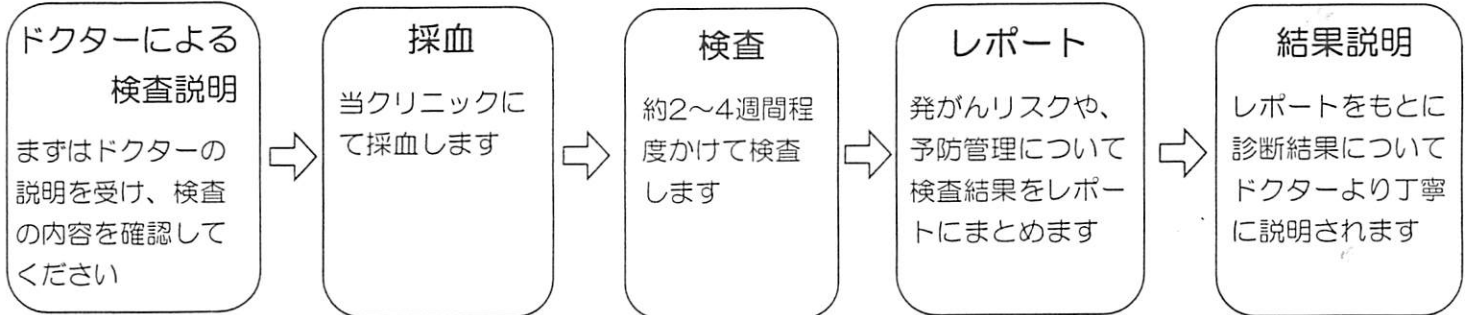 ドクターによる
検査説明
まずはドクターの
説明を受け、検査
の内容を確認して
ください
採血
当クリニックに
て採血します
検査
約2〜4週間程
度かけて検査
します
レポート
発がんリスクや、
予防管理について
検査結果をレポー
トにまとめます
結果説明
レポートをもとに
診断結果について
ドクターより丁寧
に説明されます